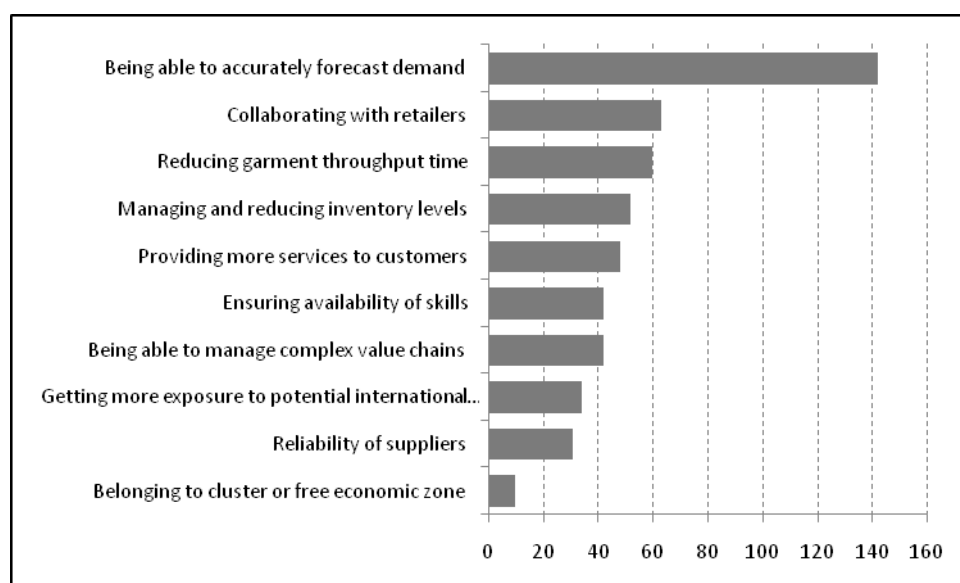 Being able to accurately forecast demand
Collaborating with retailers
Reducing garment throughput time
Managing and reducing inventory levels
Providing more services to customers
Ensuring availability of skills
Being able to manage complex value chains
Getting more exposure to potential international...
Reliability of suppliers
Belonging to cluster or free economic zone
0 20 40 60 80 100 120 140 160